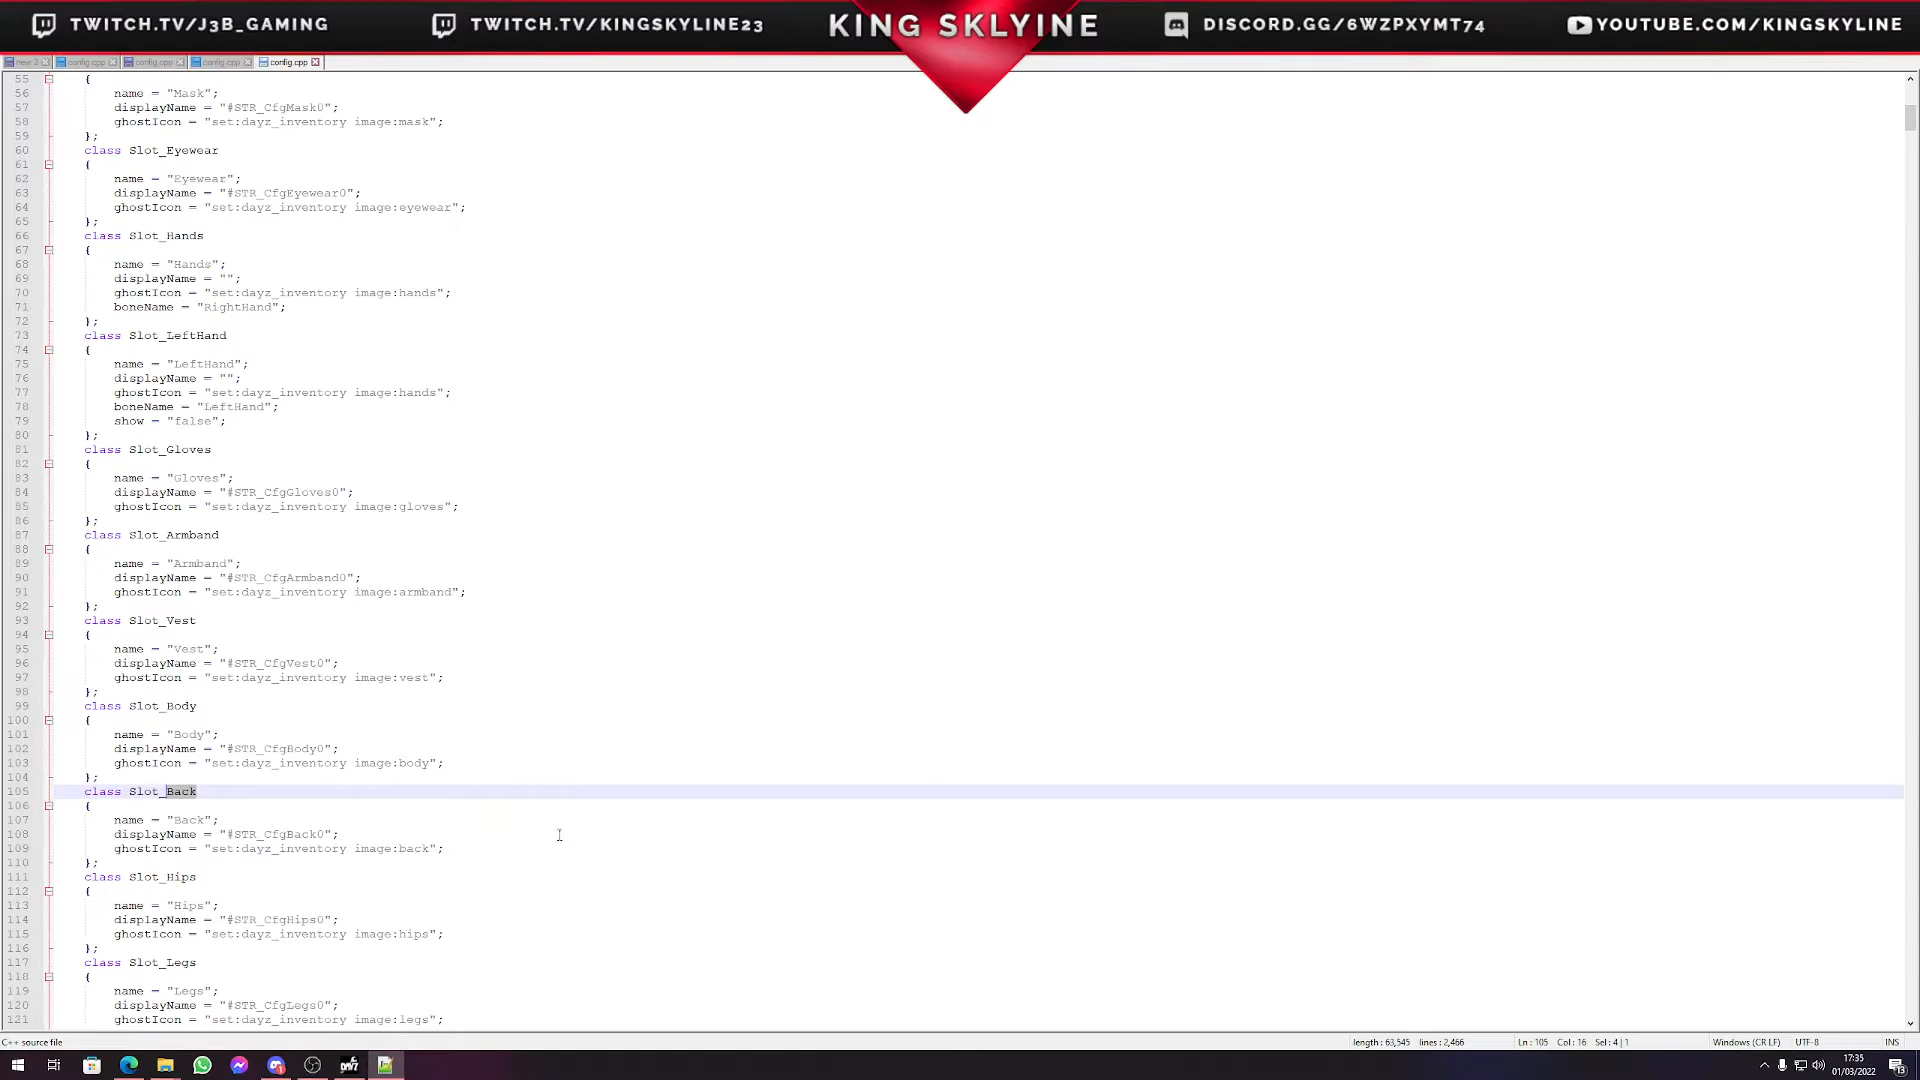 TWITCH.TV/J3B_GAMING
TWITCH.TV/KINGSKYLINE23
KING SKLYINE
DISCORD.GG/6WZPXYMT74
YOUTUBE.COM/KINGSKYLINE
new 2 config.cpp config.cpp config.cpp config.cpp
55 {
56 name = "Mask";
57 displayName = "#STR_CfgMask0";
58 ghostIcon = "set:dayz_inventory image:mask";
59 };
60 class Slot_Eyewear
61 {
62 name = "Eyewear";
63 displayName = "#STR_CfgEyewear0";
64 ghostIcon = "set:dayz_inventory image:eyewear";
65 };
66 class Slot_Hands
67 {
68 name = "Hands";
69 displayName = "";
70 ghostIcon = "set:dayz_inventory image:hands";
71 boneName = "RightHand";
72 };
73 class Slot_LeftHand
74 {
75 name = "LeftHand";
76 displayName = "";
77 ghostIcon = "set:dayz_inventory image:hands";
78 boneName = "LeftHand";
79 show = "false";
80 };
81 class Slot_Gloves
82 {
83 name = "Gloves";
84 displayName = "#STR_CfgGloves0";
85 ghostIcon = "set:dayz_inventory image:gloves";
86 };
87 class Slot_Armband
88 {
89 name = "Armband";
90 displayName = "#STR_CfgArmband0";
91 ghostIcon = "set:dayz_inventory image:armband";
92 };
93 class Slot_Vest
94 {
95 name = "Vest";
96 displayName = "#STR_CfgVest0";
97 ghostIcon = "set:dayz_inventory image:vest";
98 };
99 class Slot_Body
100 {
101 name = "Body";
102 displayName = "#STR_CfgBody0";
103 ghostIcon = "set:dayz_inventory image:body";
104 };
105 class Slot_Back
106 {
107 name = "Back";
108 displayName = "#STR_CfgBack0";
109 ghostIcon = "set:dayz_inventory image:back";
110 };
111 class Slot_Hips
112 {
113 name = "Hips";
114 displayName = "#STR_CfgHips0";
115 ghostIcon = "set:dayz_inventory image:hips";
116 };
117 class Slot_Legs
118 {
119 name = "Legs";
120 displayName = "#STR_CfgLegs0";
121 ghostIcon = "set:dayz_inventory image:legs";
C++ source file length : 63,545 lines : 2,466 Ln : 105 Col : 16 Sel : 4 | 1 Windows (CR LF) UTF-8 INS
17:35
01/03/2022